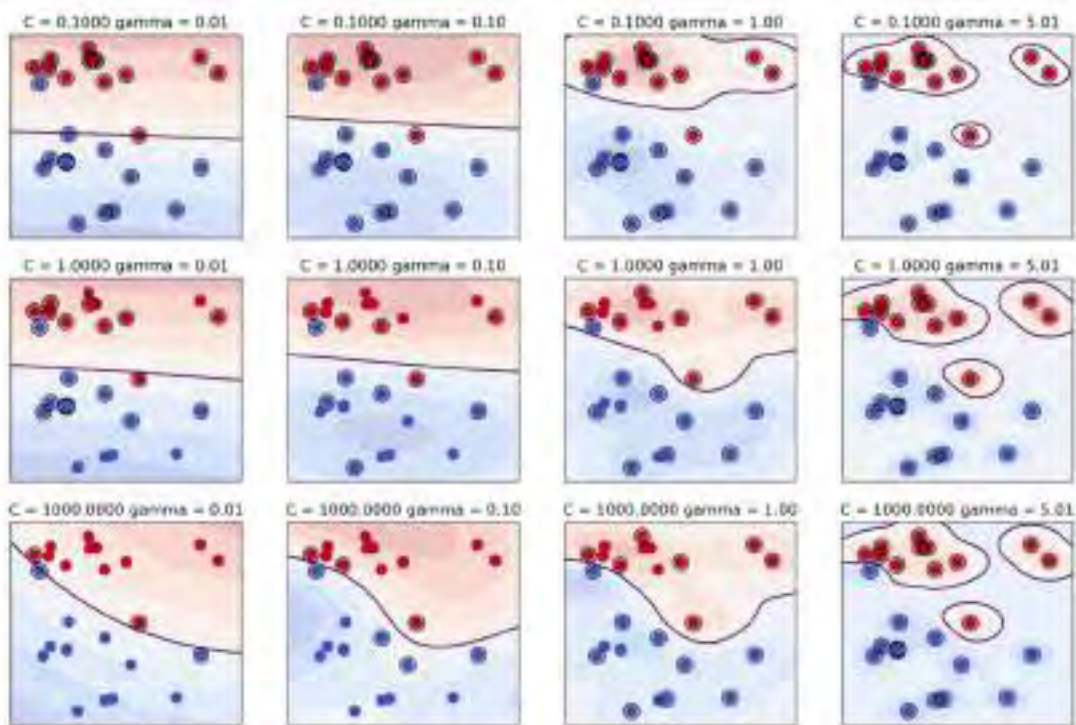 C = 0.1000 gamma = 0.01
C = 0.1000 gamma = 0.10
C = 0.1000 gamma = 1.00
C = 0.1000 gamma = 5.01
C = 1.0000 gamma = 0.01
C = 1.0000 gamma = 0.10
C = 1.0000 gamma = 1.00
C = 1.0000 gamma = 5.01
C = 1000.0000 gamma = 0.01
C = 1000.0000 gamma = 0.10
C = 1000.0000 gamma = 1.00
C = 1000.0000 gamma = 5.01